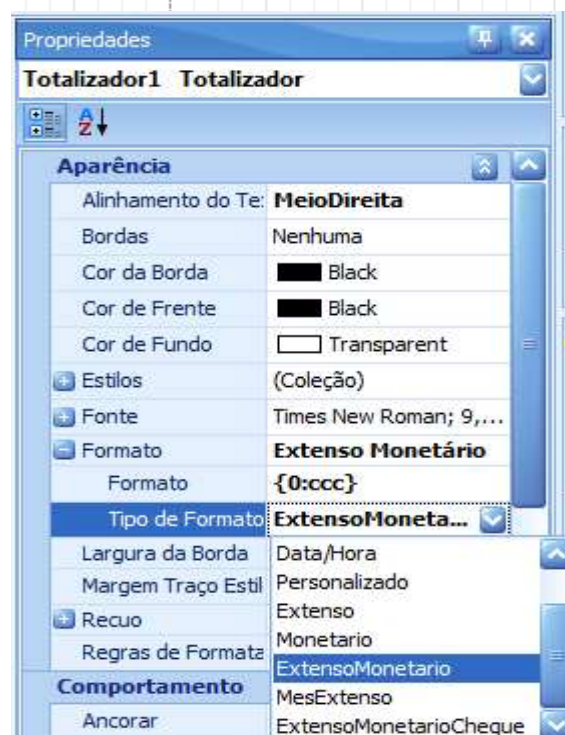 Propriedades
Totalizador1 Totalizador
Aparência
Alinhamento do Te: MeioDireita
Bordas Nenhuma
Cor da Borda Black
Cor de Frente Black
Cor de Fundo Transparent
Estilos (Coleção)
Fonte Times New Roman; 9,...
Formato Extenso Monetário
Formato {0:ccc}
Tipo de Formato ExtensoMoneta...
Largura da Borda Data/Hora
Margem Traço Estil Personalizado
Recuo Extenso
Regras de Formata Monetario
ExtensoMonetario
Comportamento MesExtenso
Ancorar ExtensoMonetarioCheque